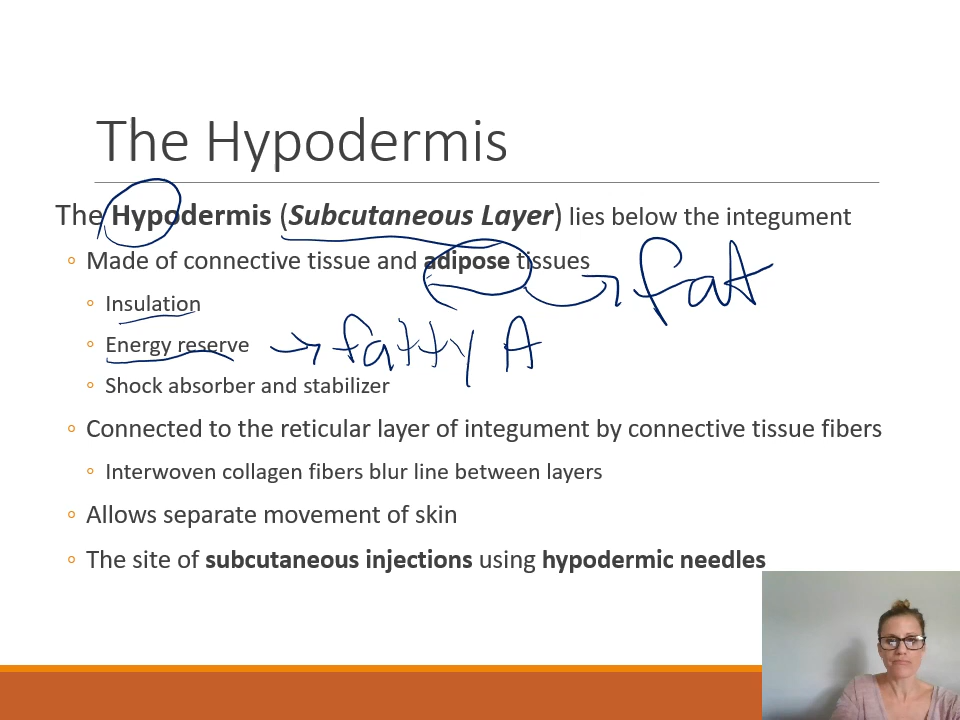 The Hypodermis
The Hypodermis (Subcutaneous Layer) lies below the integument
◦ Made of connective tissue and adipose tissues
fat
◦ Insulation
◦ Energy reserve
fatty A
◦ Shock absorber and stabilizer
◦ Connected to the reticular layer of integument by connective tissue fibers
◦ Interwoven collagen fibers blur line between layers
◦ Allows separate movement of skin
◦ The site of subcutaneous injections using hypodermic needles